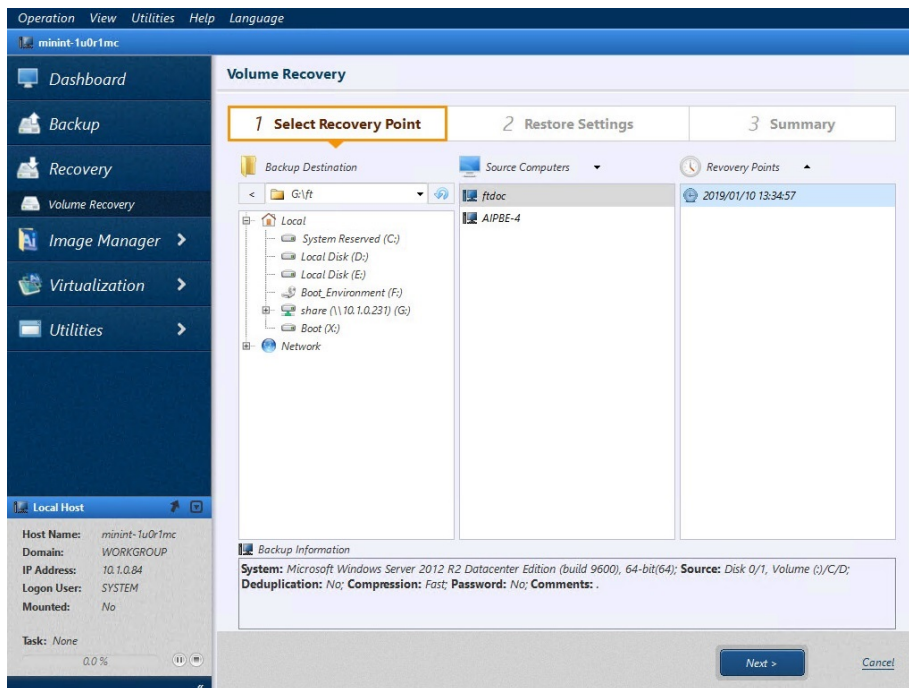 Operation View Utilities Help Language
minint-1u0r1mc
Dashboard
Backup
Recovery
Volume Recovery
Image Manager
Virtualization
Utilities
Local Host
Host Name: minint-1u0r1mc
Domain: WORKGROUP
IP Address: 10.1.0.84
Logon User: SYSTEM
Mounted: No
Task: None
0.0 %
Volume Recovery
1 Select Recovery Point
2 Restore Settings
3 Summary
Backup Destination
< G:\ft
Local
System Reserved (C:)
Local Disk (D:)
Local Disk (E:)
Boot_Environment (F:)
share (\\10.1.0.231) (G:)
Boot (X:)
Network
Source Computers
ftdoc
AIPBE-4
Revovery Points
2019/01/10 13:34:57
Backup Information
System: Microsoft Windows Server 2012 R2 Datacenter Edition (build 9600), 64-bit(64); Source: Disk 0/1, Volume (:)/C/D;
Deduplication: No; Compression: Fast; Password: No; Comments: .
Next >
Cancel